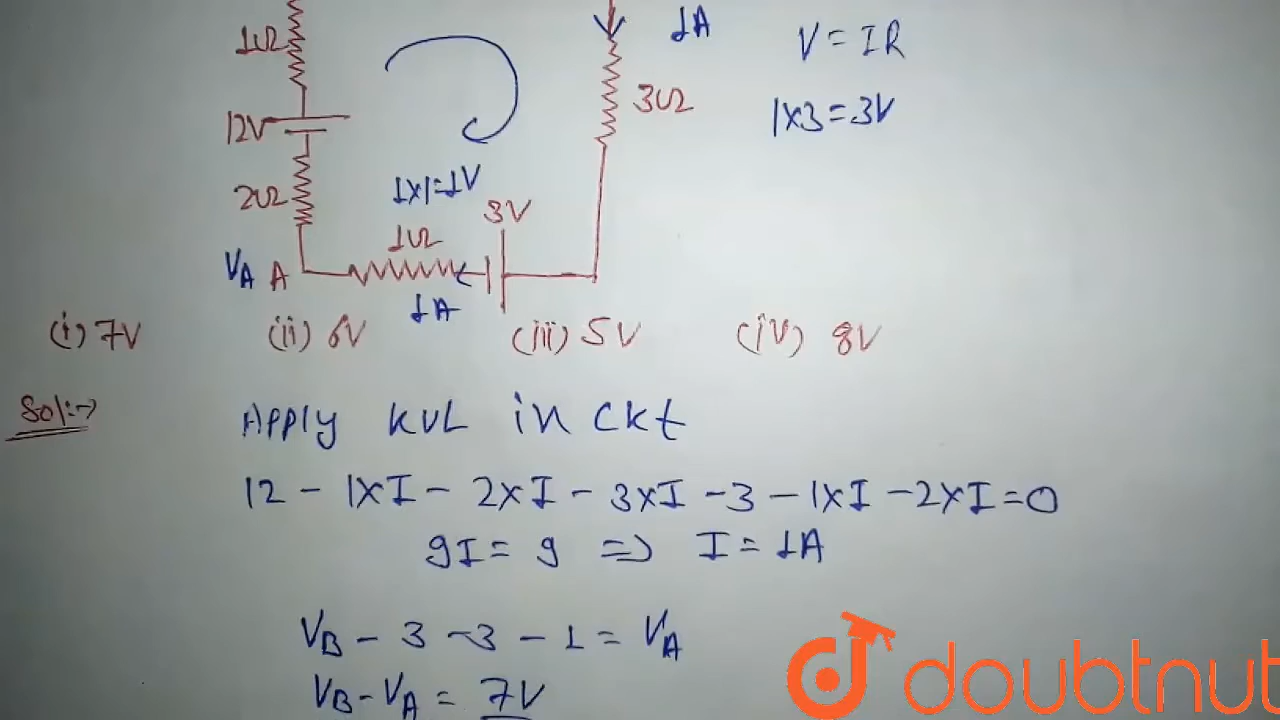 1Ω
1A
V = IR
12V
3Ω
1×3=3V
2Ω
1×1=1V
3V
1Ω
VA A
1A
(i) 7V (ii) 6V (iii) 5V (iv) 8V
Sol:→
Apply KVL in Ckt
12 - 1×I - 2×I - 3×I - 3 - 1×I - 2×I = 0
9I = 9 ⇒ I = 1A
VB - 3 - 3 - 1 = VA
VB - VA = 7V
doubtnut